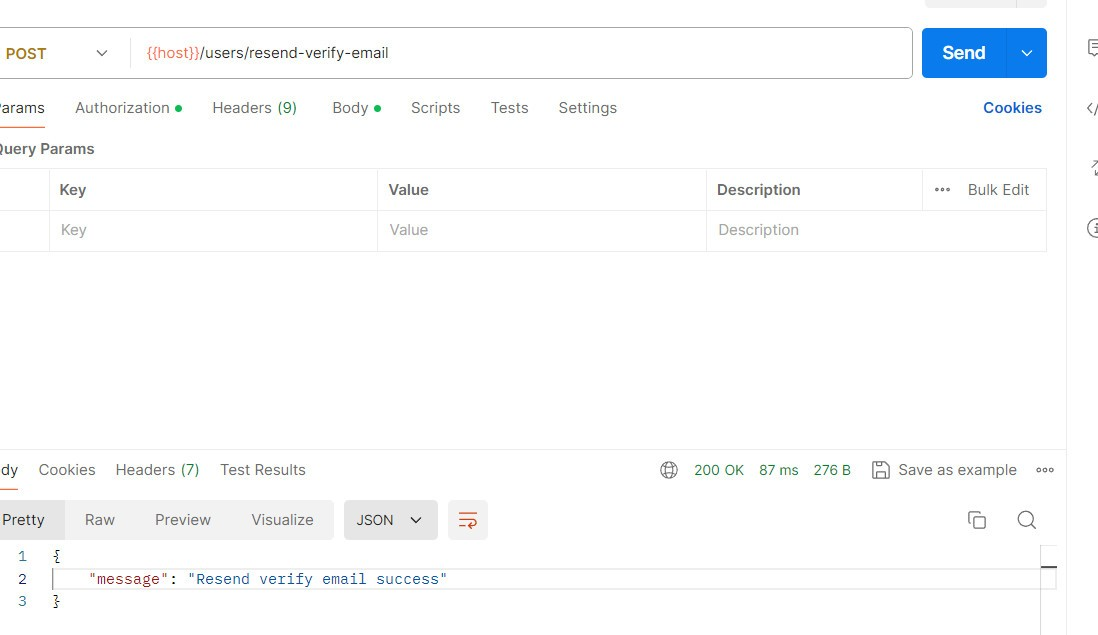 POST {{host}}/users/resend-verify-email Send
arams Authorization Headers (9) Body Scripts Tests Settings Cookies
Query Params
Key Value Description Bulk Edit
Key Value Description
dy Cookies Headers (7) Test Results 200 OK 87 ms 276 B Save as example
Pretty Raw Preview Visualize JSON
1 {
2 "message": "Resend verify email success"
3 }